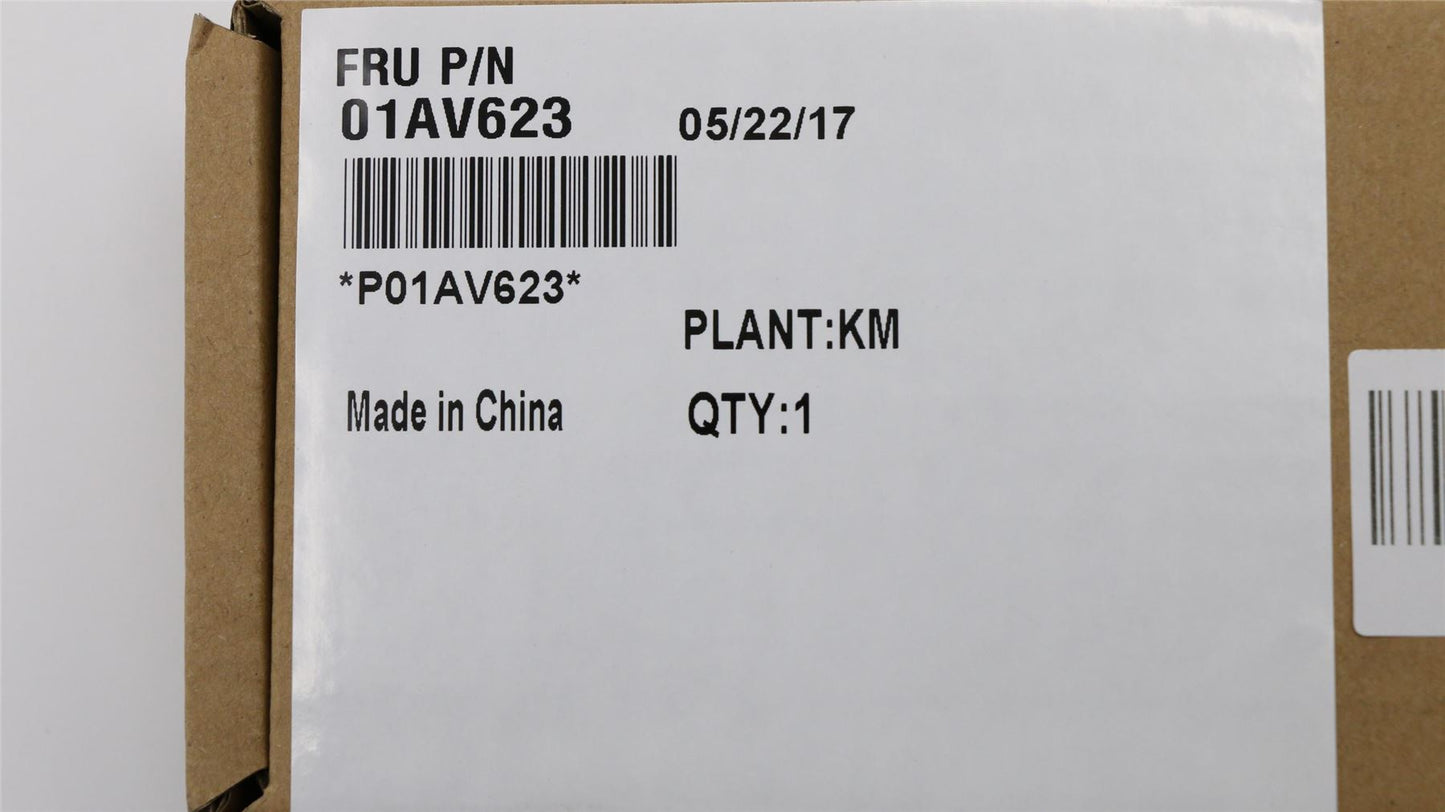 FRU P/N
01AV623 05/22/17
*P01AV623*
PLANT:KM
Made in China QTY:1